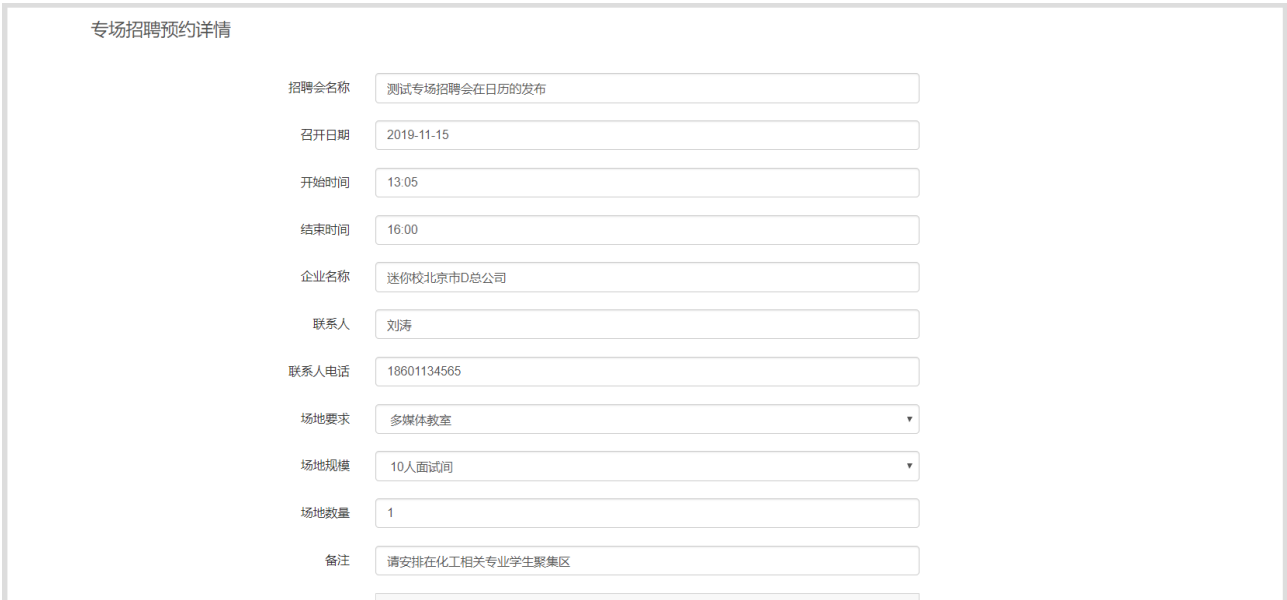 专场招聘预约详情
招聘会名称 测试专场招聘会在日历的发布
召开日期 2019-11-15
开始时间 13:05
结束时间 16:00
企业名称 迷你校北京市D总公司
联系人 刘涛
联系人电话 18601134565
场地要求 多媒体教室
场地规模 10人面试间
场地数量 1
备注 请安排在化工相关专业学生聚集区